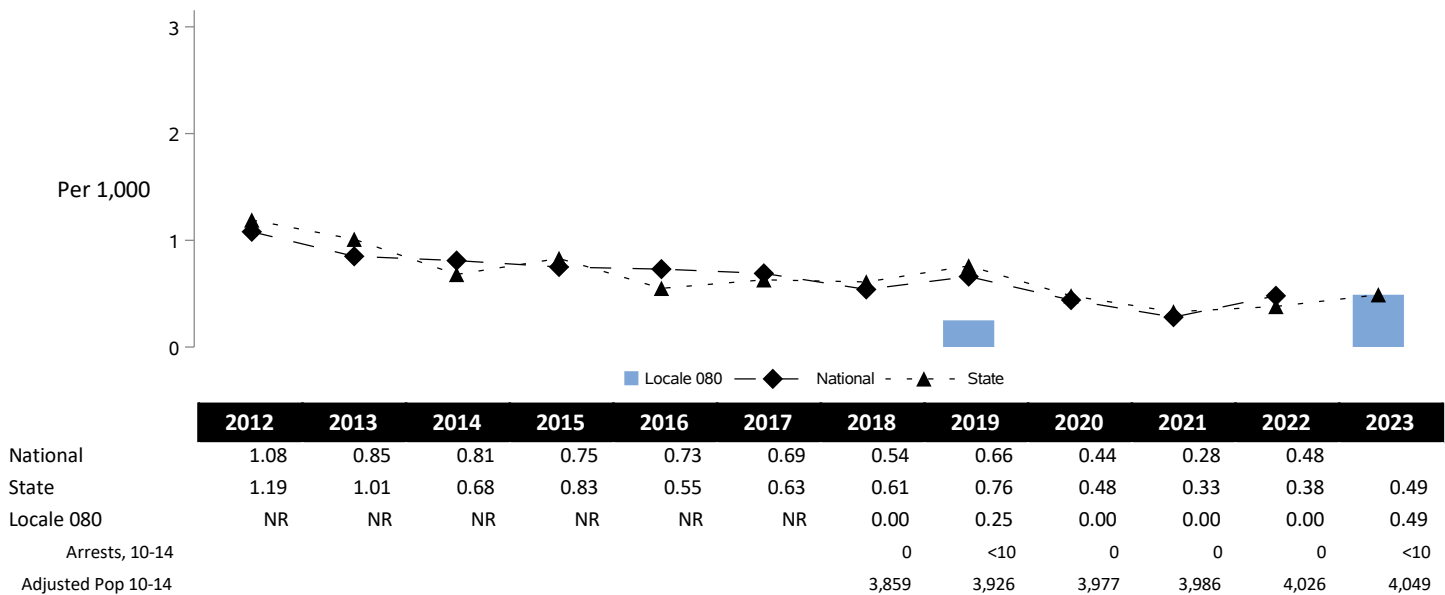 3
2
Per 1,000
1
0
Locale 080 National State
2012 2013 2014 2015 2016 2017 2018 2019 2020 2021 2022 2023
National 1.08 0.85 0.81 0.75 0.73 0.69 0.54 0.66 0.44 0.28 0.48
State 1.19 1.01 0.68 0.83 0.55 0.63 0.61 0.76 0.48 0.33 0.38 0.49
Locale 080 NR NR NR NR NR NR 0.00 0.25 0.00 0.00 0.00 0.49
Arrests, 10-14 0 <10 0 0 0 <10
Adjusted Pop 10-14 3,859 3,926 3,977 3,986 4,026 4,049